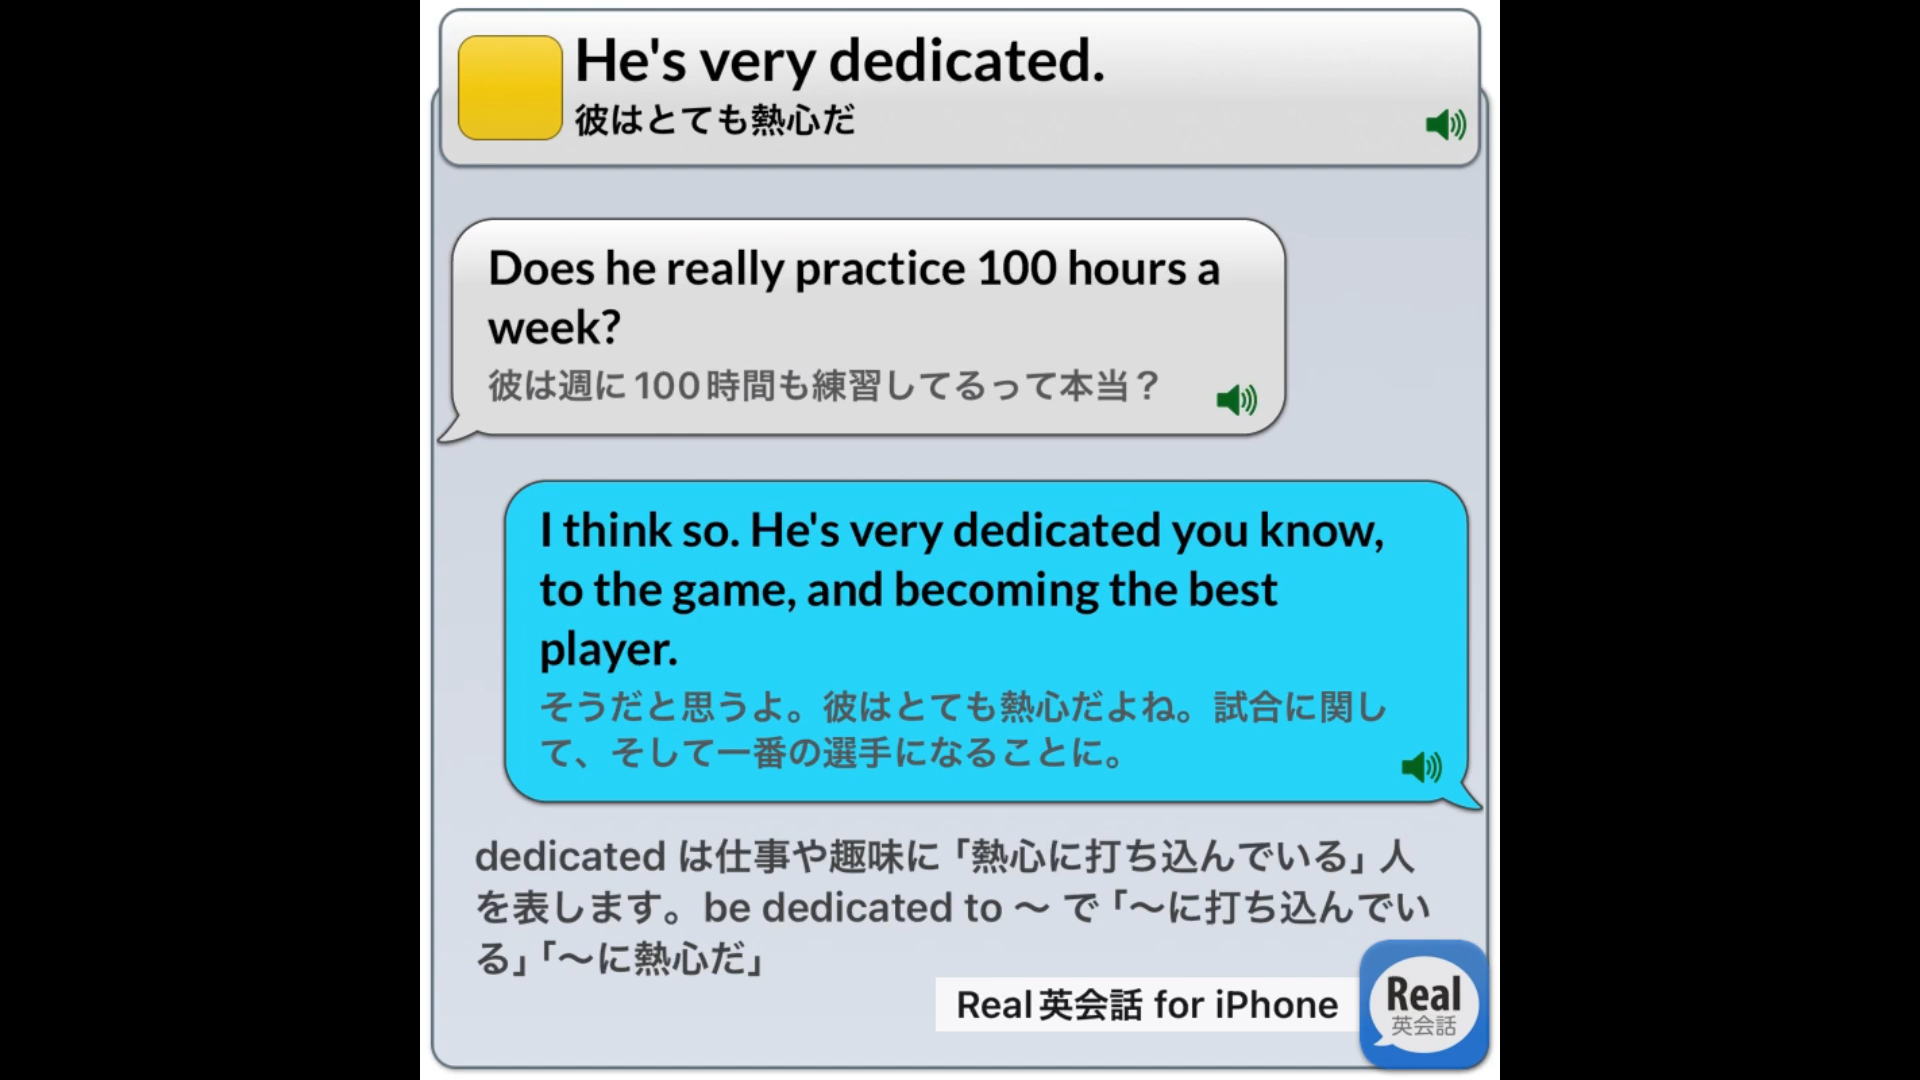 He's very dedicated.
彼はとても熱心だ
Does he really practice 100 hours a
week?
彼は週に100時間も練習してるって本当？
I think so. He's very dedicated you know,
to the game, and becoming the best
player.
そうだと思うよ。彼はとても熱心だよね。試合に関し
て、そして一番の選手になることに。
dedicated は仕事や趣味に「熱心に打ち込んでいる」人
を表します。be dedicated to 〜 で「〜に打ち込んでい
る」「〜に熱心だ」
Real英会話 for iPhone
Real
英会話